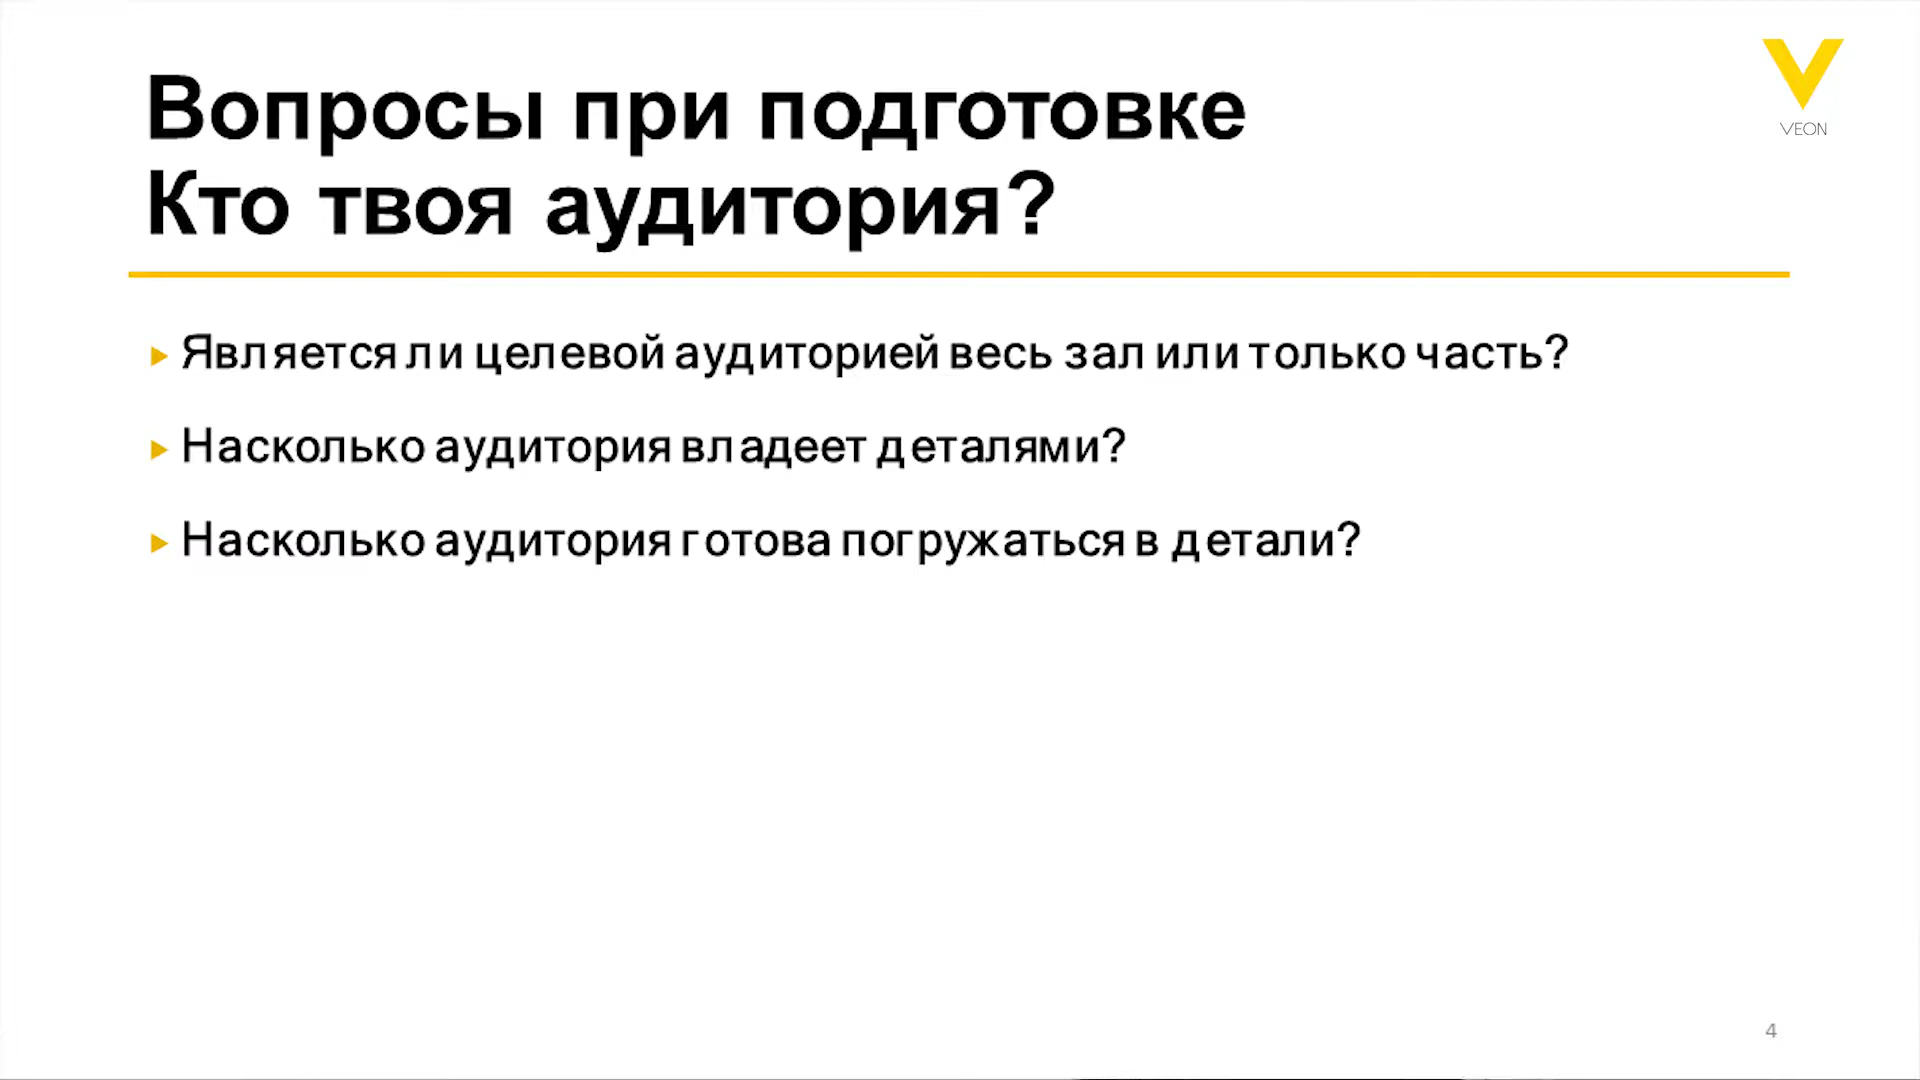 VEON
Вопросы при подготовке
Кто твоя аудитория?
Является ли целевой аудиторией весь зал или только часть?
Насколько аудитория владеет деталями?
Насколько аудитория готова погружаться в детали?
4